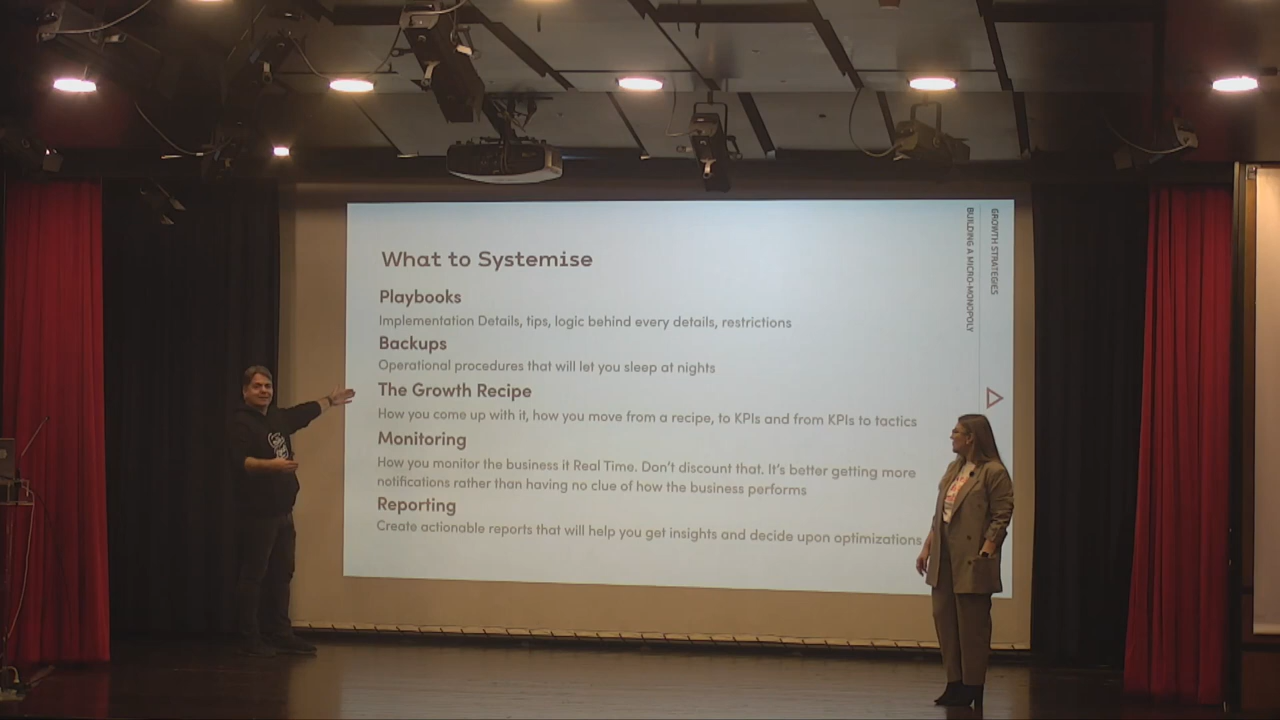 What to Systemise
Playbooks
Implementation Details, tips, logic behind every details, restrictions
Backups
Operational procedures that will let you sleep at nights
The Growth Recipe
How you come up with it, how you move from a recipe, to KPIs and from KPIs to tactics
Monitoring
How you monitor the business it Real Time. Don't discount that. It's better getting more
notifications rather than having no clue of how the business performs
Reporting
Create actionable reports that will help you get insights and decide upon optimizations
GROWTH STRATEGIES
BUILDING A MICRO-MONOPOLY